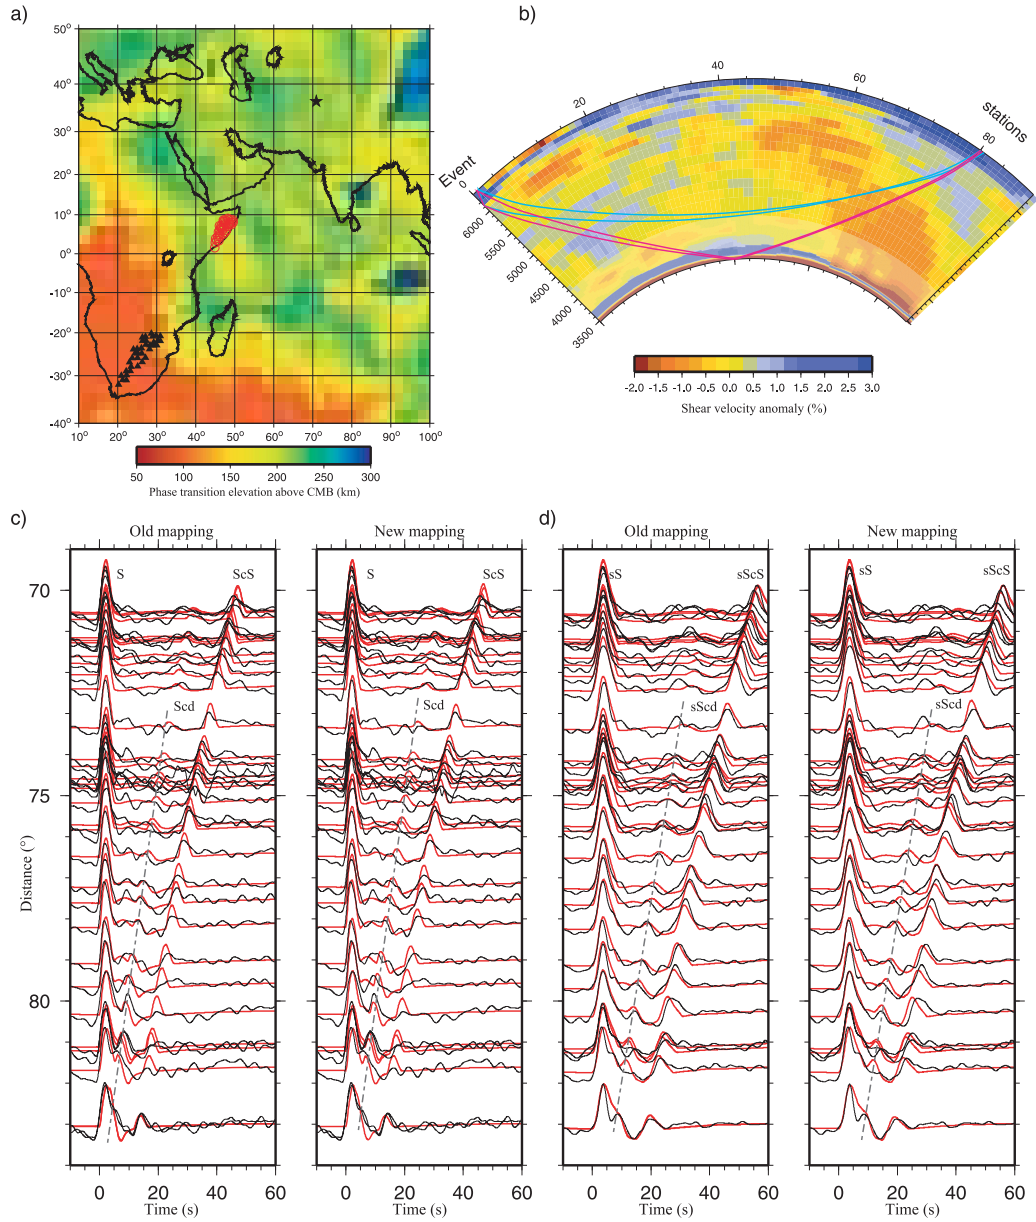 a)
50°
40°
30°
20°
10°
0°
-10°
-20°
-30°
-40°
10° 20° 30° 40° 50° 60° 70° 80° 90° 100°
50 100 150 200 250 300
Phase transition elevation above CMB (km)
b)
Event
0 20 40 60 80
stations
6000
5500
5000
4500
4000
3500
-2.0 -1.5 -1.0 -0.5 0.0 0.5 1.0 1.5 2.0 2.5 3.0
Shear velocity anomaly (%)
c)
Old mapping New mapping
S ScS S ScS
Scd Scd
d)
Old mapping New mapping
sS sScS sS sScS
sScd sScd
Distance (°)
70
75
80
0 20 40 60 0 20 40 60 0 20 40 60 0 20 40 60
Time (s) Time (s) Time (s) Time (s)